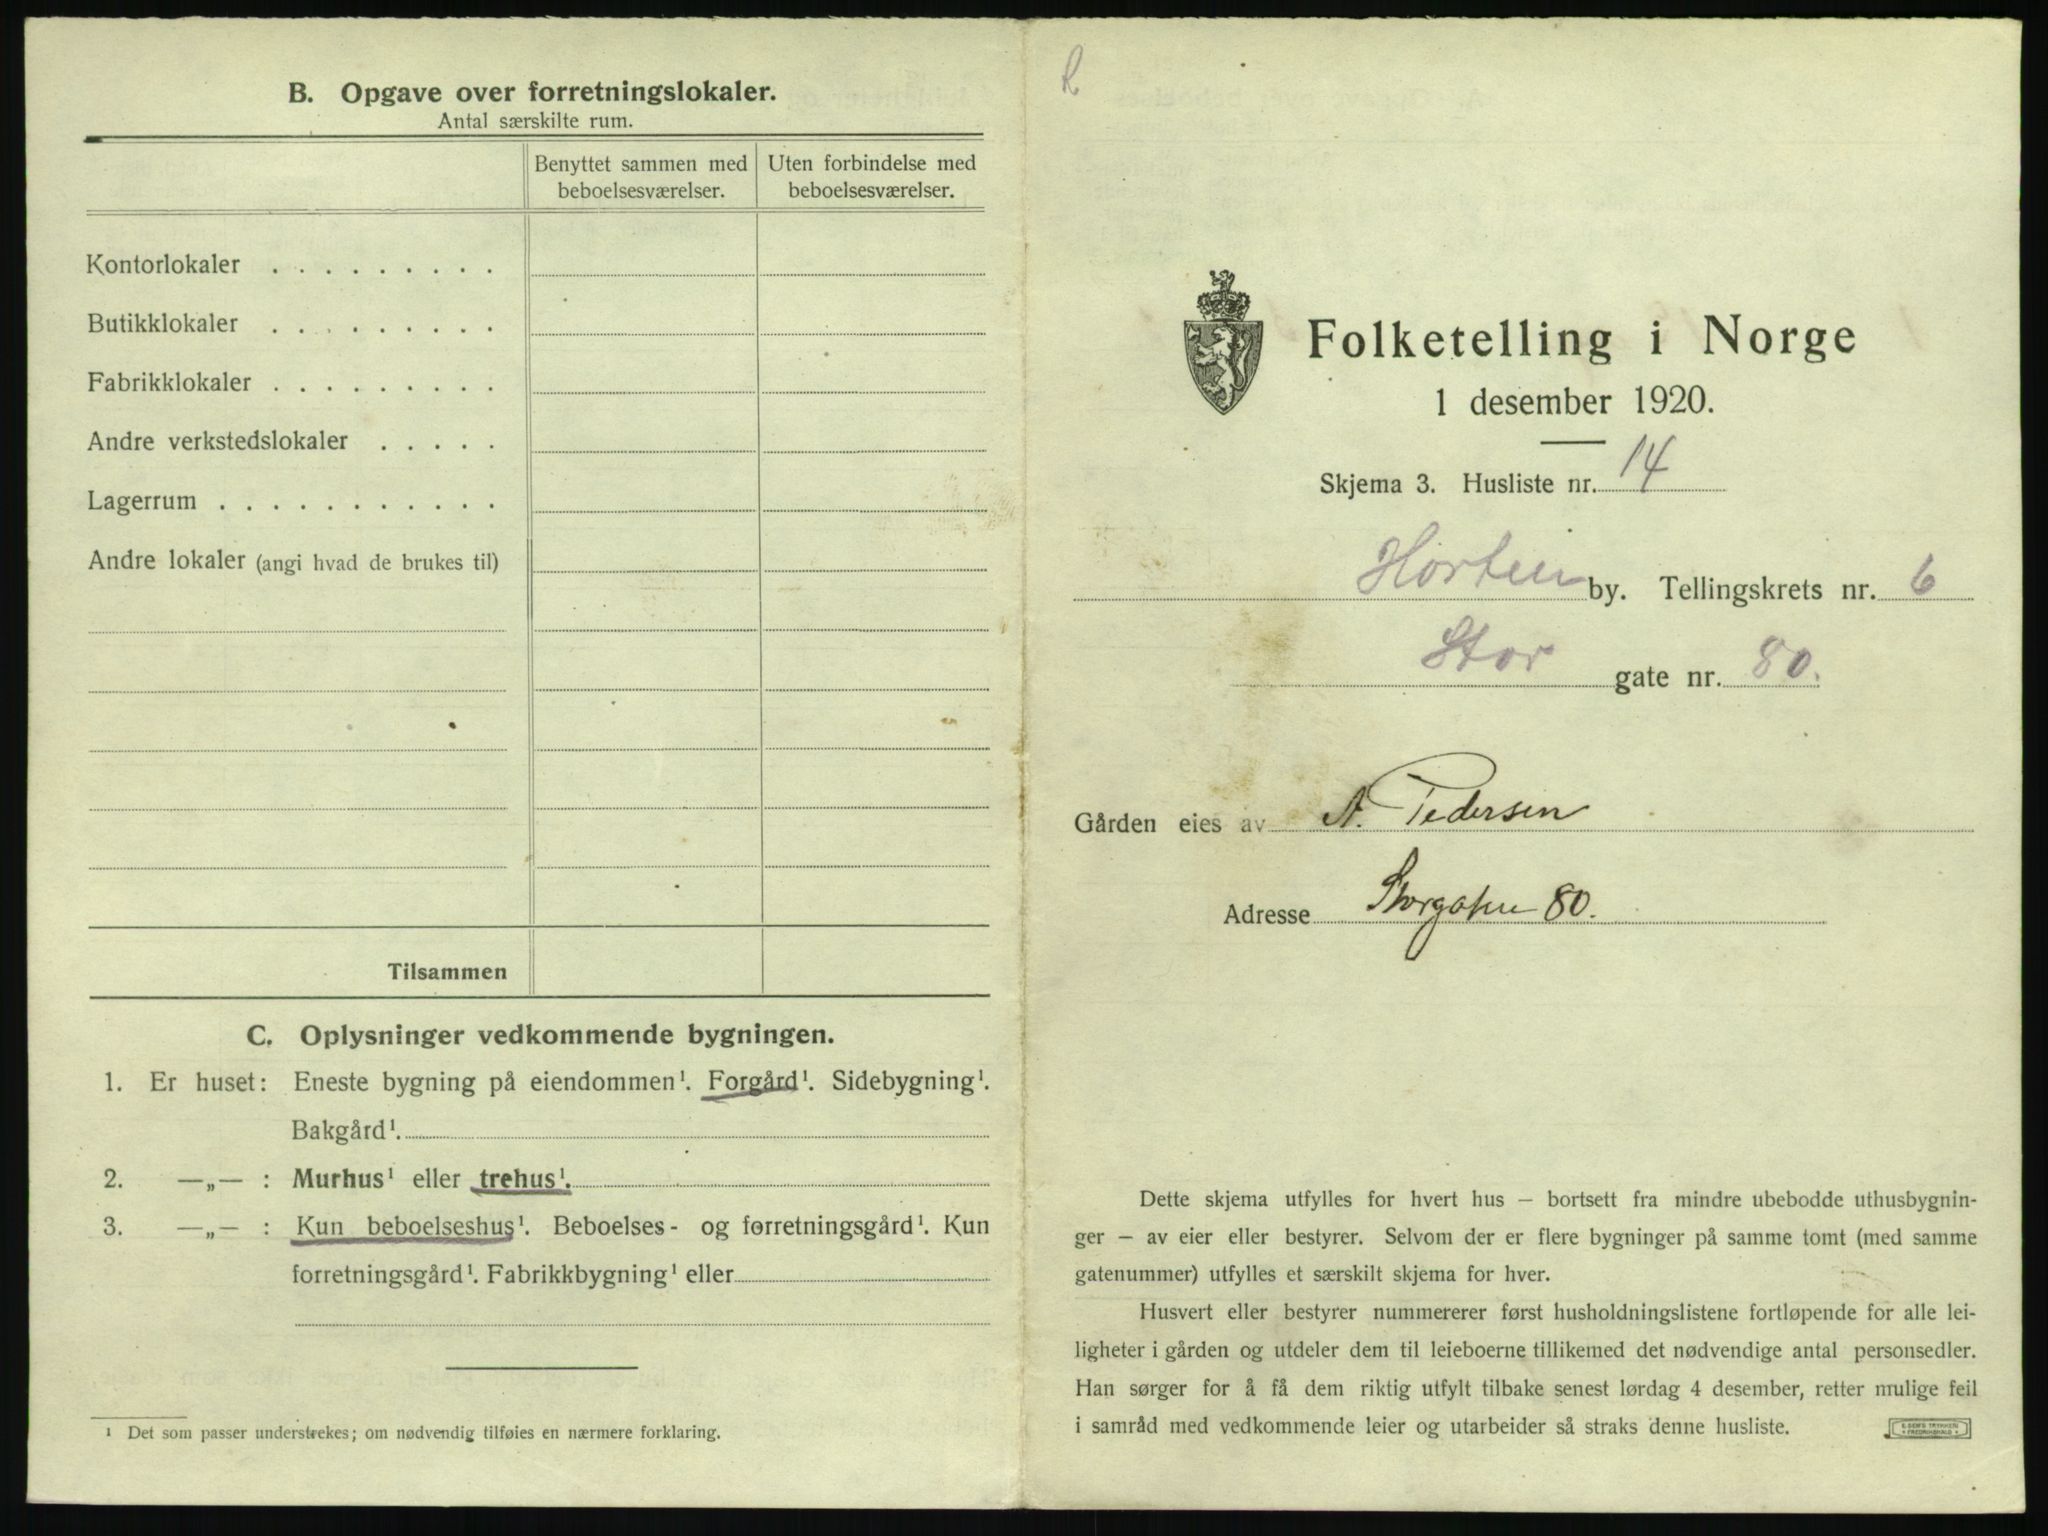 B. Opgave over forretningslokaler.
Antal særskilte rum.
Benyttet sammen med beboelsesværelser.
Uten forbindelse med beboelsesværelser.
Kontorlokaler . . . . . . . . .
Butikklokaler . . . . . . . . .
Fabrikklokaler . . . . . . . . .
Andre verkstedslokaler . . . . .
Lagerrum . . . . . . . . . . .
Andre lokaler (angi hvad de brukes til)
Tilsammen
C. Oplysninger vedkommende bygningen.
1. Er huset: Eneste bygning på eiendommen¹. Forgård¹. Sidebygning¹.
Bakgård¹.
2. —„— : Murhus¹ eller trehus¹.
3. —„— : Kun beboelseshus¹. Beboelses- og forretningsgård¹. Kun
forretningsgård¹. Fabrikkbygning¹ eller
¹ Det som passer understrekes; om nødvendig tilføies en nærmere forklaring.
Folketelling i Norge
1 desember 1920.
Skjema 3. Husliste nr. 14
Horten by. Tellingskrets nr. 6
Stor gate nr. 80.
Gården eies av A. Pedersen
Adresse Storgaten 80.
Dette skjema utfylles for hvert hus — bortsett fra mindre ubebodde uthusbygnin-
ger — av eier eller bestyrer. Selvom der er flere bygninger på samme tomt (med samme
gatenummer) utfylles et særskilt skjema for hver.
Husvert eller bestyrer nummererer først husholdningslistene fortløpende for alle lei-
ligheter i gården og utdeler dem til leieboerne tillikemed det nødvendige antal personsedler.
Han sørger for å få dem riktig utfylt tilbake senest lørdag 4 desember, retter mulige feil
i samråd med vedkommende leier og utarbeider så straks denne husliste.